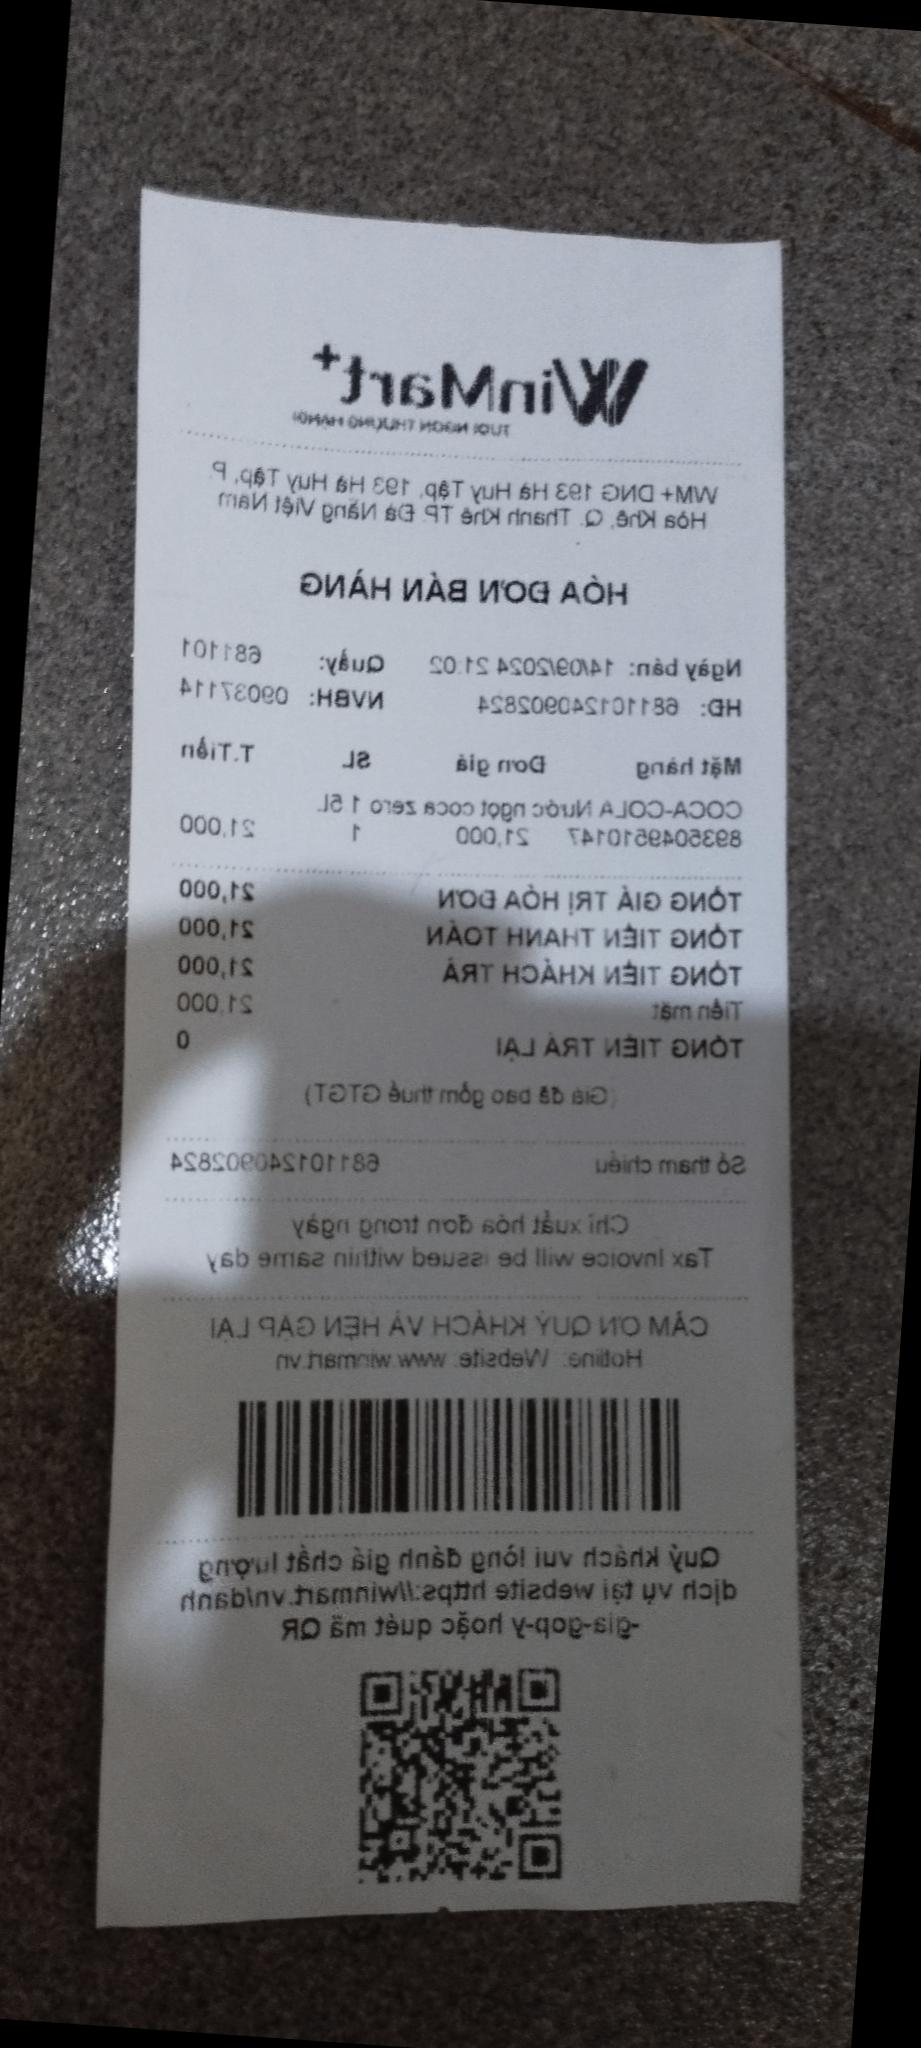 WinMart+
TƯƠI NGON THƯỢNG HẠNG!
WM+ DNG 193 Hà Huy Tập, 193 Hà Huy Tập, P.
Hòa Khê, Q. Thanh Khê TP. Đà Nẵng Việt Nam
HÓA ĐƠN BÁN HÀNG
Ngày bán: 14/09/2024 21:02 Quầy: 681101
HĐ: 68110124090282​4 NVBH: 09037114
Mặt hàng Đơn giá SL T.Tiền
COCA-COLA Nước ngọt coca zero 1.5L
8935049510147 21,000 1 21,000
TỔNG GIÁ TRỊ HÓA ĐƠN 21,000
TỔNG TIỀN THANH TOÁN 21,000
TỔNG TIỀN KHÁCH TRẢ 21,000
Tiền mặt 21,000
TỔNG TIỀN TRẢ LẠI 0
(Giá đã bao gồm thuế GTGT)
Số tham chiếu 681101240902824
Chỉ xuất hóa đơn trong ngày
Tax Invoice will be issued within same day
CẢM ƠN QUÝ KHÁCH VÀ HẸN GẶP LẠI
Hotline: Website: www.winmart.vn
Quý khách vui lòng đánh giá chất lượng
dịch vụ tại website https://winmart.vn/danh
-gia-gop-y hoặc quét mã QR